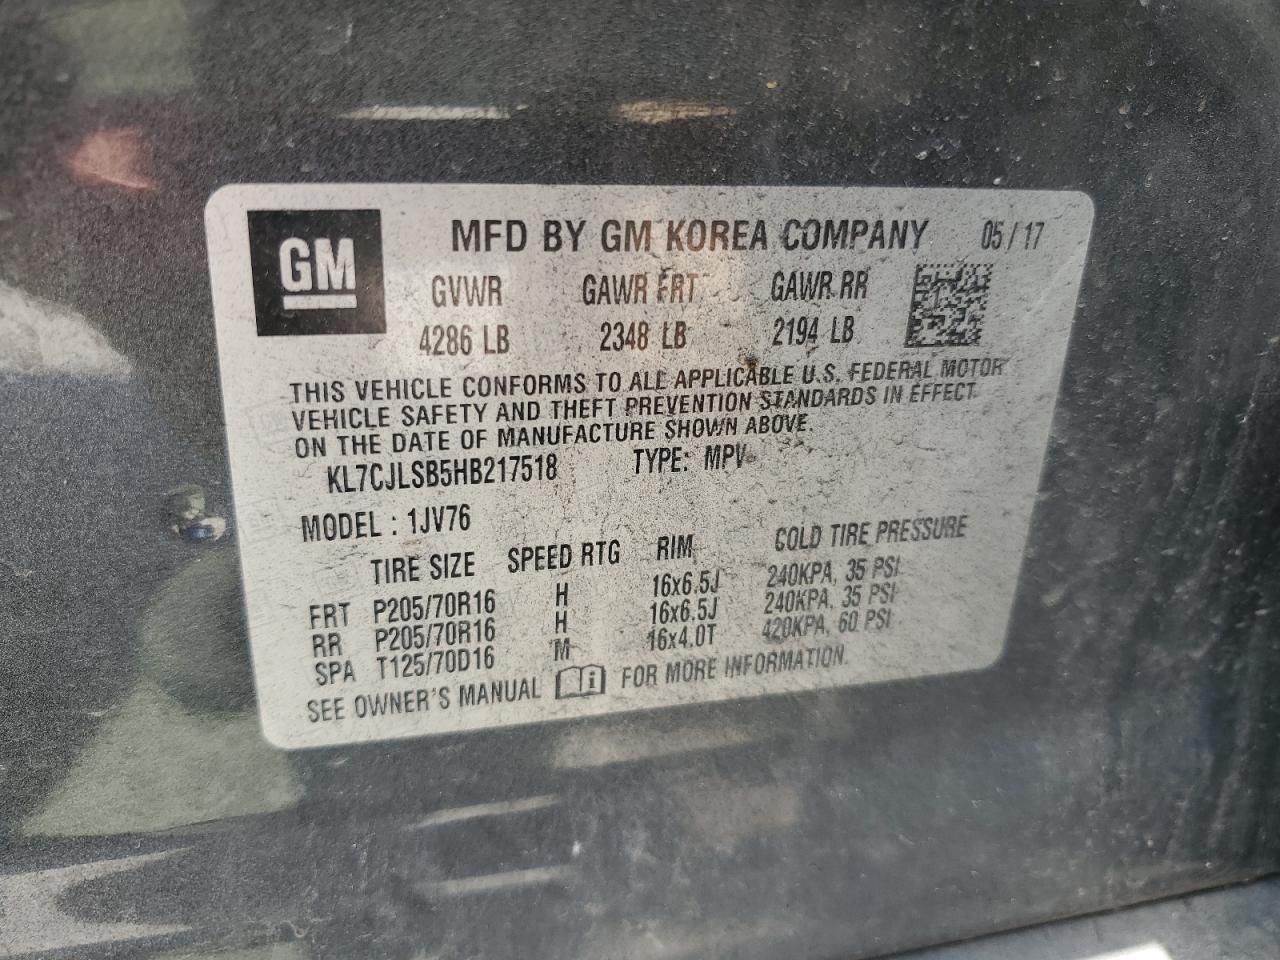 GM
MFD BY GM KOREA COMPANY 05/17
GVWR GAWR FRT GAWR RR
4286 LB 2348 LB 2194 LB
THIS VEHICLE CONFORMS TO ALL APPLICABLE U.S. FEDERAL MOTOR
VEHICLE SAFETY AND THEFT PREVENTION STANDARDS IN EFFECT
ON THE DATE OF MANUFACTURE SHOWN ABOVE.
KL7CJLSB5HB217518 TYPE: MPV
MODEL : 1JV76
TIRE SIZE SPEED RTG RIM COLD TIRE PRESSURE
FRT P205/70R16 H 16x6.5J 240KPA, 35 PSI
RR P205/70R16 H 16x6.5J 240KPA, 35 PSI
SPA T125/70D16 M 16x4.0T 420KPA, 60 PSI
SEE OWNER'S MANUAL i FOR MORE INFORMATION.